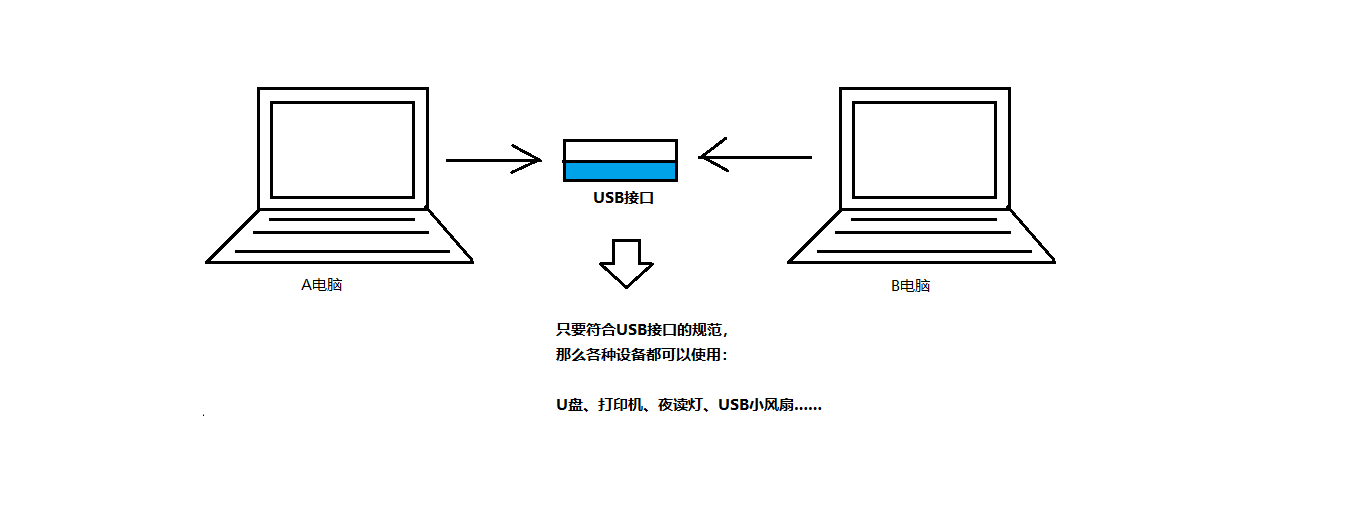 USB接口
A电脑
B电脑
只要符合USB接口的规范，
那么各种设备都可以使用：
U盘、打印机、夜读灯、USB小风扇……